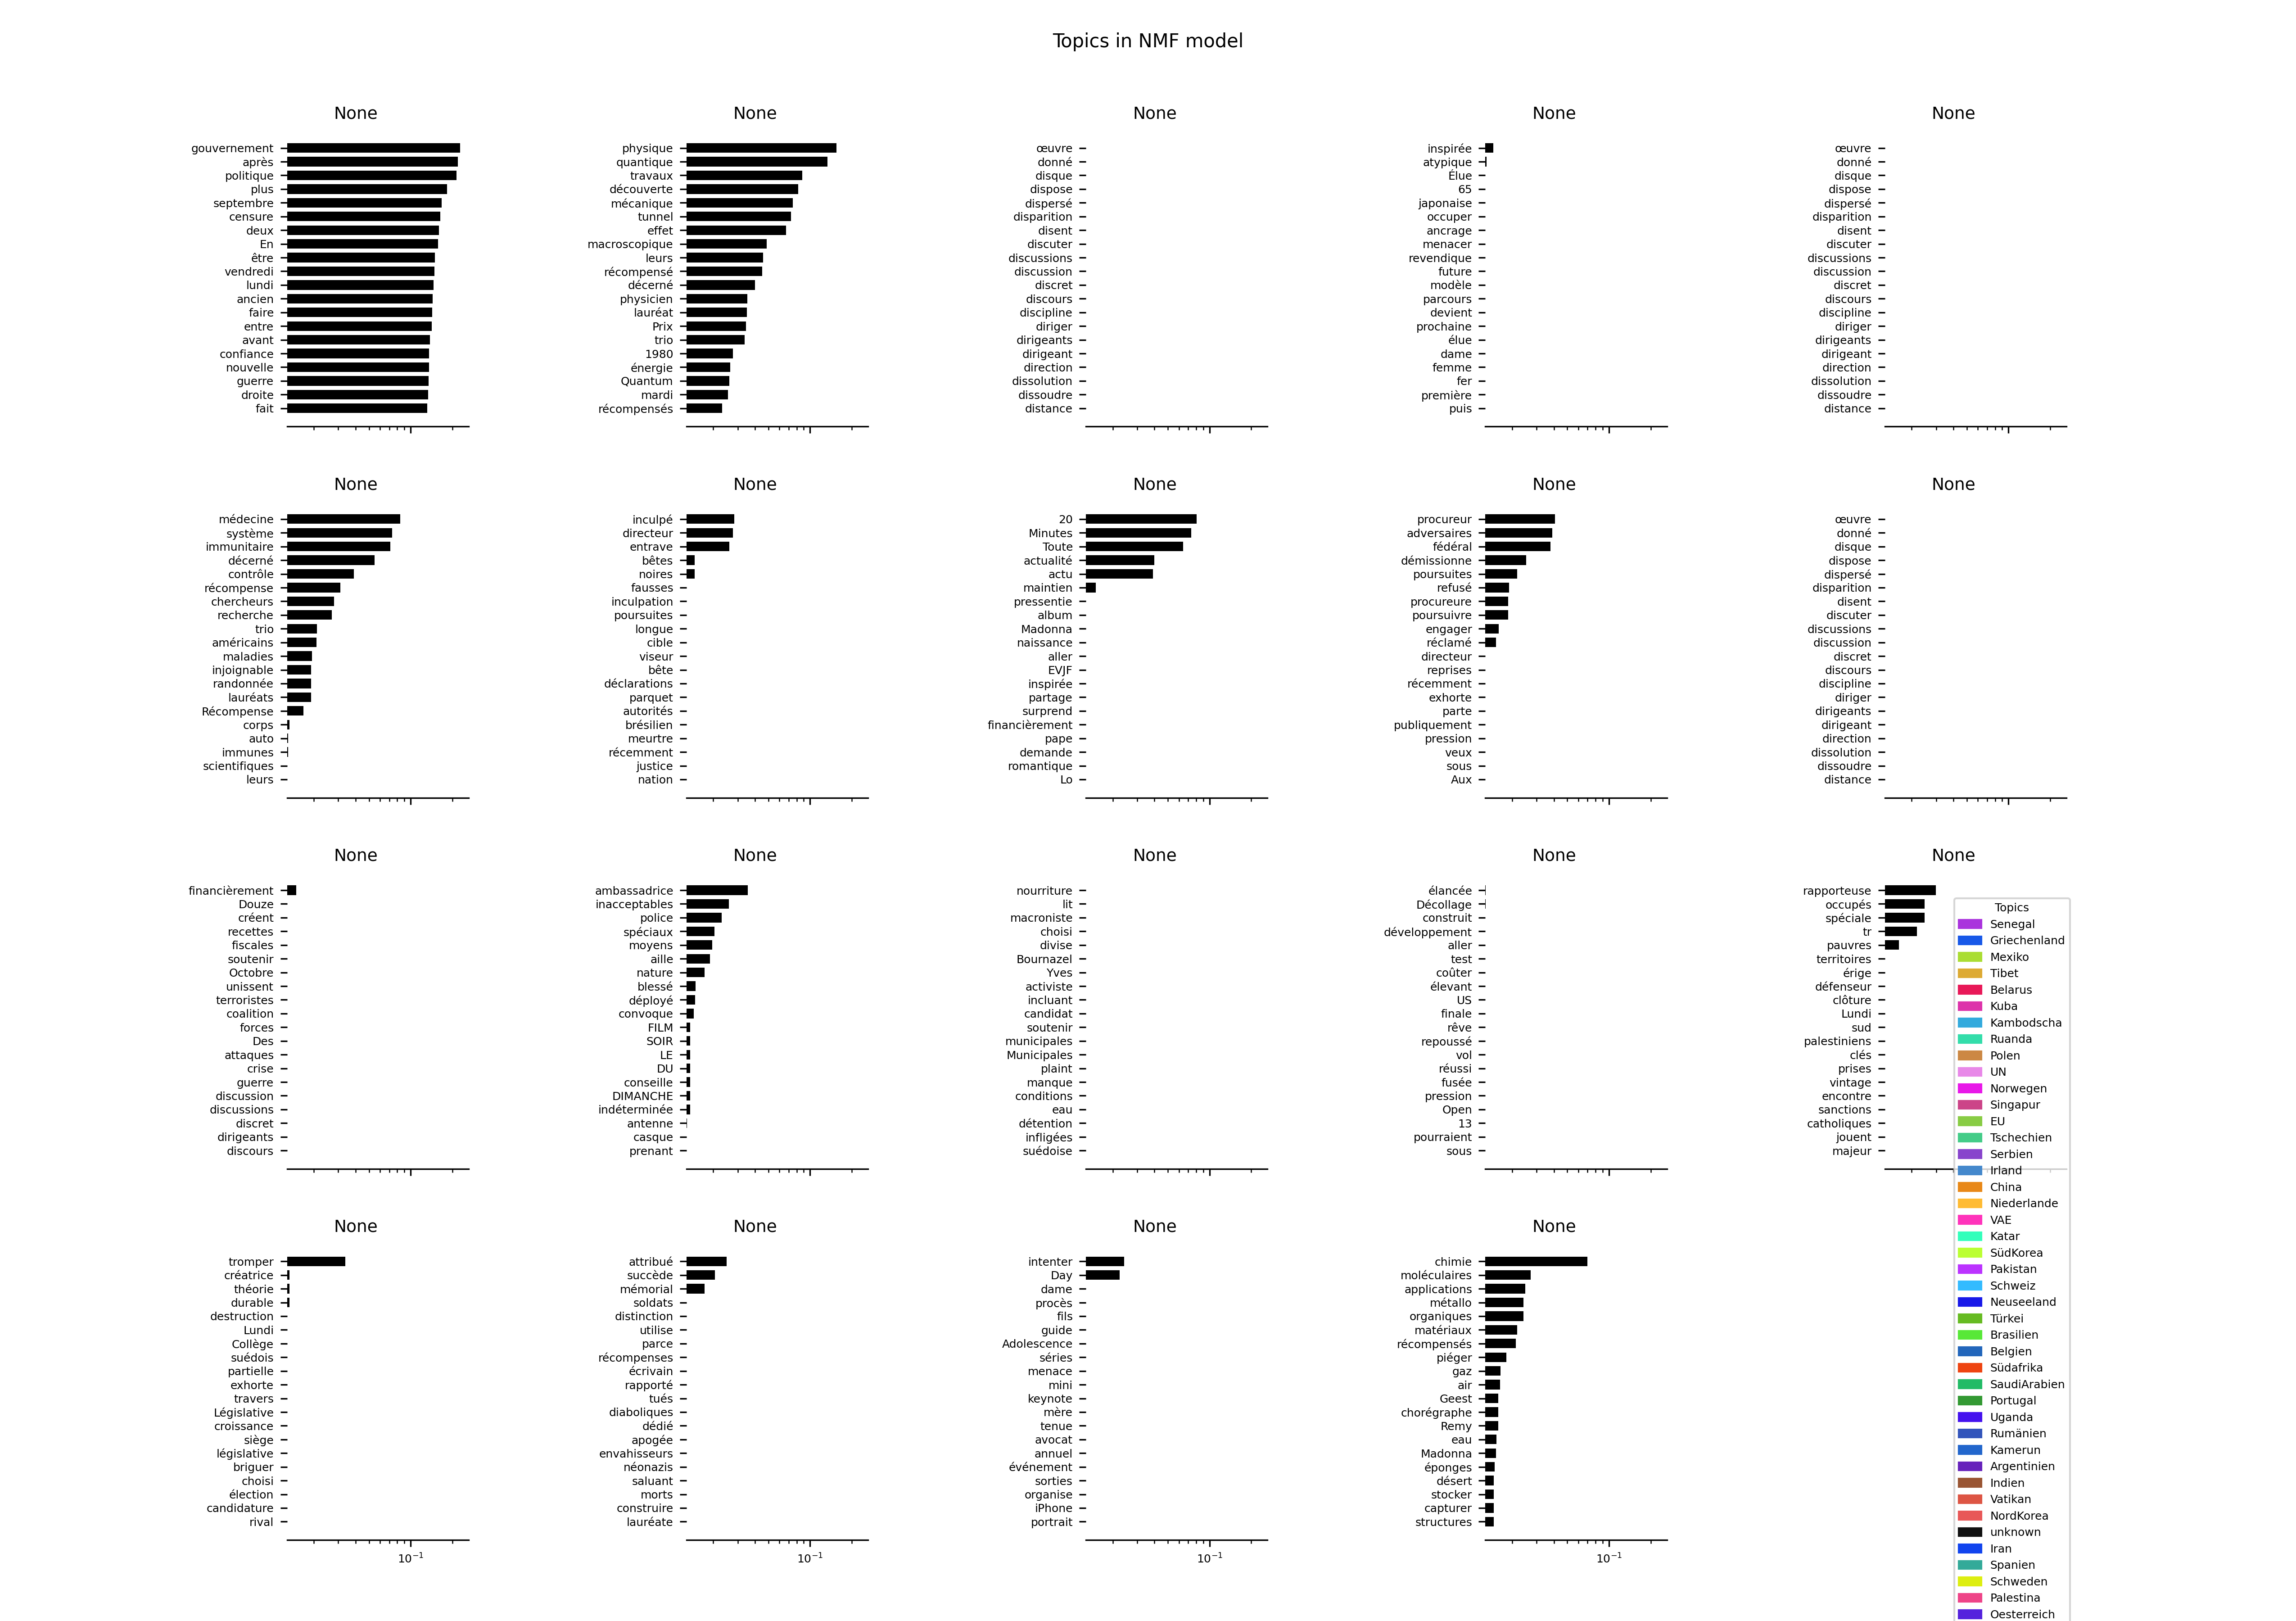 Topics in NMF model
None
gouvernement
après
politique
plus
septembre
censure
deux
En
être
vendredi
lundi
ancien
faire
entre
avant
confiance
nouvelle
guerre
droite
fait
None
physique
quantique
travaux
découverte
mécanique
tunnel
effet
macroscopique
leurs
récompensé
décerné
physicien
lauréat
Prix
trio
1980
énergie
Quantum
mardi
récompensés
None
œuvre
donné
disque
dispose
dispersé
disparition
disent
discuter
discussions
discussion
discret
discours
discipline
diriger
dirigeants
dirigeant
direction
dissolution
dissoudre
distance
None
inspirée
atypique
Élue
65
japonaise
occuper
ancrage
menacer
revendique
future
modèle
parcours
devient
prochaine
élue
dame
femme
fer
première
puis
None
œuvre
donné
disque
dispose
dispersé
disparition
disent
discuter
discussions
discussion
discret
discours
discipline
diriger
dirigeants
dirigeant
direction
dissolution
dissoudre
distance
None
médecine
système
immunitaire
décerné
contrôle
récompense
chercheurs
recherche
trio
américains
maladies
injoignable
randonnée
lauréats
Récompense
corps
auto
immunes
scientifiques
leurs
None
inculpé
directeur
entrave
bêtes
noires
fausses
inculpation
poursuites
longue
cible
viseur
bête
déclarations
parquet
autorités
brésilien
meurtre
récemment
justice
nation
None
20
Minutes
Toute
actualité
actu
maintien
pressentie
album
Madonna
naissance
aller
EVJF
inspirée
partage
surprend
financièrement
pape
demande
romantique
Lo
None
procureur
adversaires
fédéral
démissionne
poursuites
refusé
procureure
poursuivre
engager
réclamé
directeur
reprises
récemment
exhorte
parte
publiquement
pression
veux
sous
Aux
None
œuvre
donné
disque
dispose
dispersé
disparition
disent
discuter
discussions
discussion
discret
discours
discipline
diriger
dirigeants
dirigeant
direction
dissolution
dissoudre
distance
None
financièrement
Douze
créent
recettes
fiscales
soutenir
Octobre
unissent
terroristes
coalition
forces
Des
attaques
crise
guerre
discussion
discussions
discret
dirigeants
discours
None
ambassadrice
inacceptables
police
spéciaux
moyens
aille
nature
blessé
déployé
convoque
FILM
SOIR
LE
DU
conseille
DIMANCHE
indéterminée
antenne
casque
prenant
None
nourriture
lit
macroniste
choisi
divise
Bournazel
Yves
activiste
incluant
candidat
soutenir
municipales
Municipales
plaint
manque
conditions
eau
détention
infligées
suédoise
None
élancée
Décollage
construit
développement
aller
test
coûter
élevant
US
finale
rêve
repoussé
vol
réussi
fusée
pression
Open
13
pourraient
sous
None
rapporteuse
occupés
spéciale
tr
pauvres
territoires
érige
défenseur
clôture
Lundi
sud
palestiniens
clés
prises
vintage
encontre
sanctions
catholiques
jouent
majeur
None
tromper
créatrice
théorie
durable
destruction
Lundi
Collège
suédois
partielle
exhorte
travers
Législative
croissance
siège
législative
briguer
choisi
élection
candidature
rival
10⁻¹
None
attribué
succède
mémorial
soldats
distinction
utilise
parce
récompenses
écrivain
rapporté
tués
diaboliques
dédié
apogée
envahisseurs
néonazis
saluant
morts
construire
lauréate
10⁻¹
None
intenter
Day
dame
procès
fils
guide
Adolescence
séries
menace
mini
keynote
mère
tenue
avocat
annuel
événement
sorties
organise
iPhone
portrait
10⁻¹
None
chimie
moléculaires
applications
métallo
organiques
matériaux
récompensés
piéger
gaz
air
Geest
chorégraphe
Remy
eau
Madonna
éponges
désert
stocker
capturer
structures
10⁻¹
Topics
Senegal
Griechenland
Mexiko
Tibet
Belarus
Kuba
Kambodscha
Ruanda
Polen
UN
Norwegen
Singapur
EU
Tschechien
Serbien
Irland
China
Niederlande
VAE
Katar
SüdKorea
Pakistan
Schweiz
Neuseeland
Türkei
Brasilien
Belgien
Südafrika
SaudiArabien
Portugal
Uganda
Rumänien
Kamerun
Argentinien
Indien
Vatikan
NordKorea
unknown
Iran
Spanien
Schweden
Palestina
Oesterreich